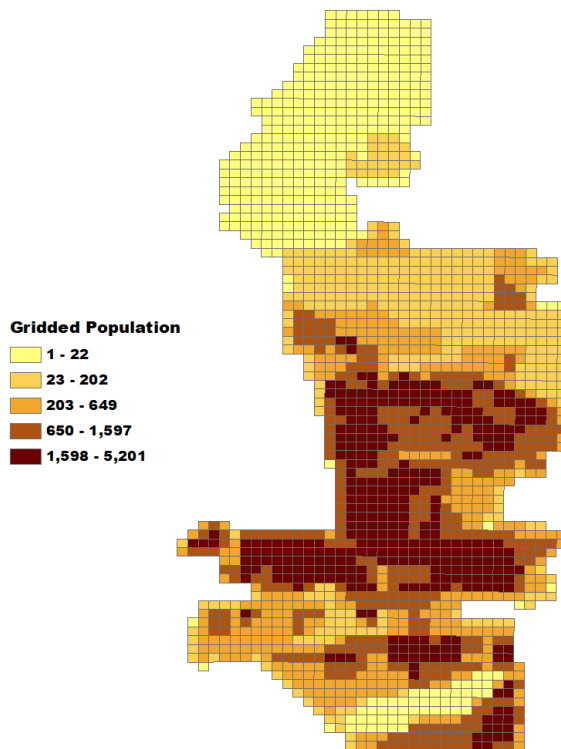 Gridded Population
1 - 22
23 - 202
203 - 649
650 - 1,597
1,598 - 5,201